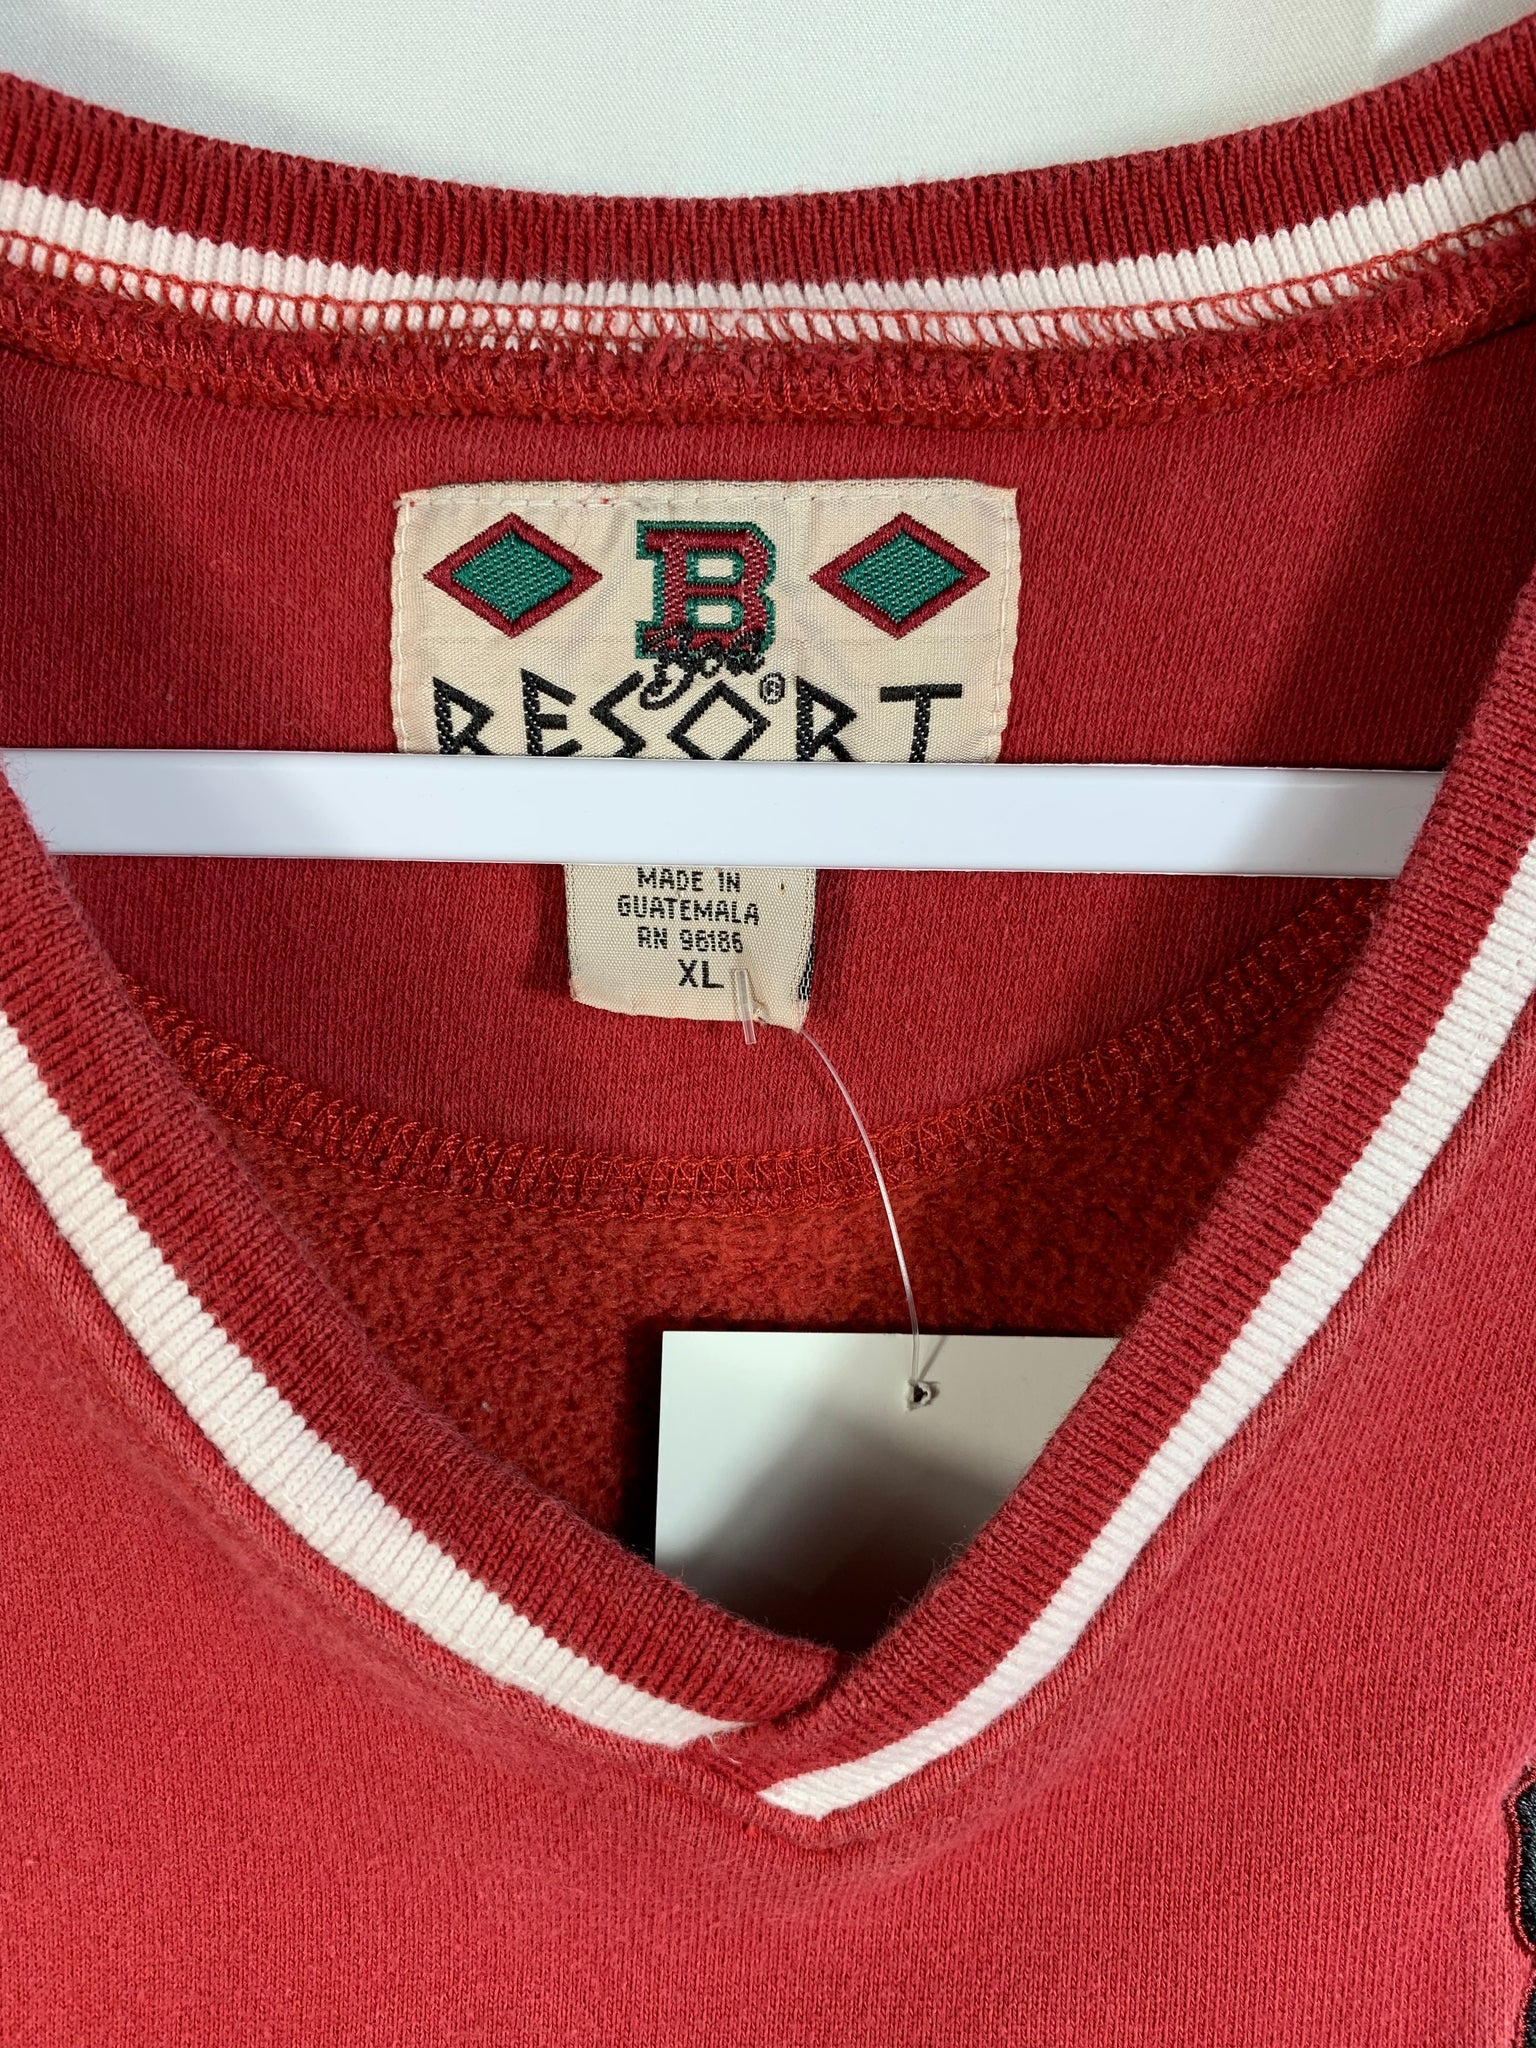 B
RESORT
®
MADE IN
GUATEMALA
RN 96186
XL